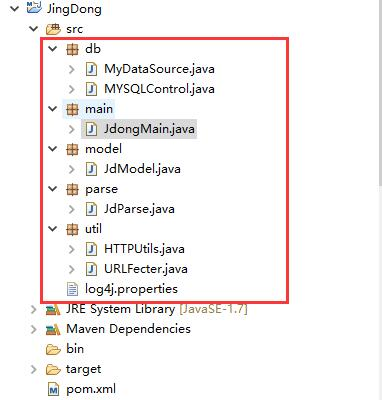 JingDong
src
db
MyDataSource.java
MYSQLControl.java
main
JdongMain.java
model
JdModel.java
parse
JdParse.java
util
HTTPUtils.java
URLFecter.java
log4j.properties
JRE System Library [JavaSE-1.7]
Maven Dependencies
bin
target
pom.xml